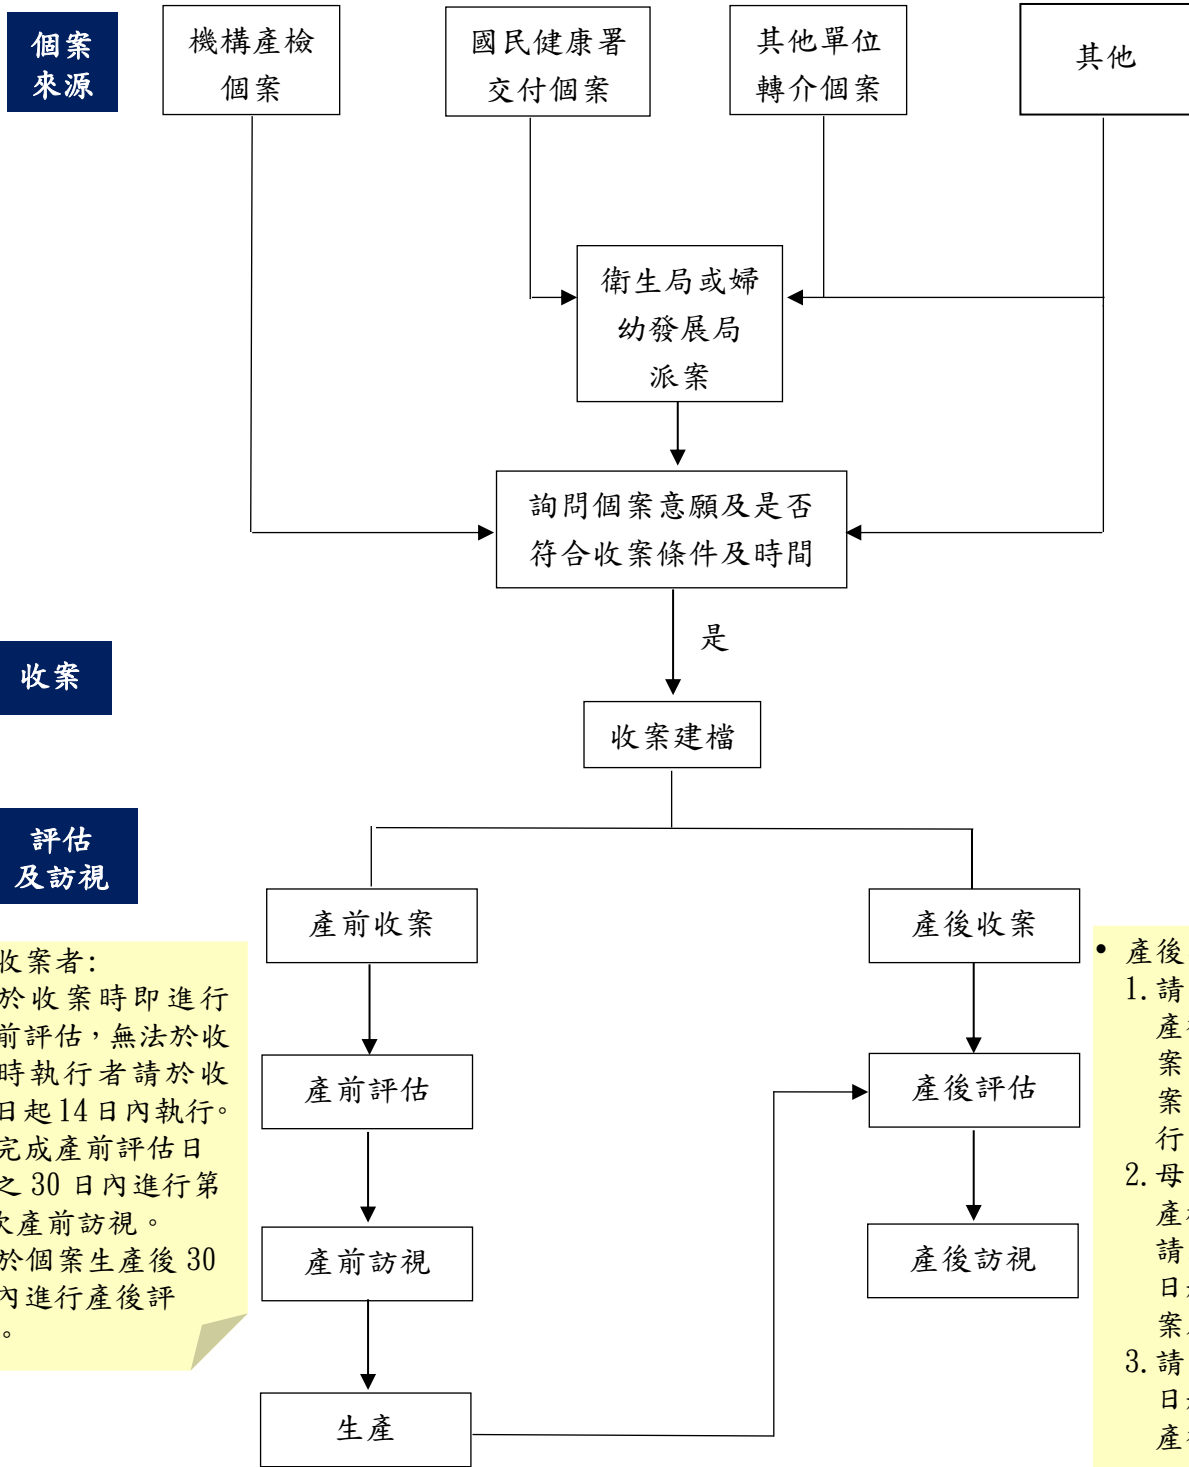 個案
來源
機構產檢
個案
國民健康署
交付個案
其他單位
轉介個案
其他
衛生局或婦
幼發展局
派案
詢問個案意願及是否
符合收案條件及時間
是
收案
收案建檔
評估
及訪視
產前收案
產後收案
收案者:
於收案時即進行
前評估，無法於收
時執行者請於收
日起14日內執行。
完成產前評估日
之 30 日內進行第
次產前訪視。
於個案生產後 30
內進行產後評
。
產前評估
產前訪視
生產
產後評估
產後訪視
• 產後
1.請
產後
案
案
行
2.母
產後
請
日
案
3.請
日
產後